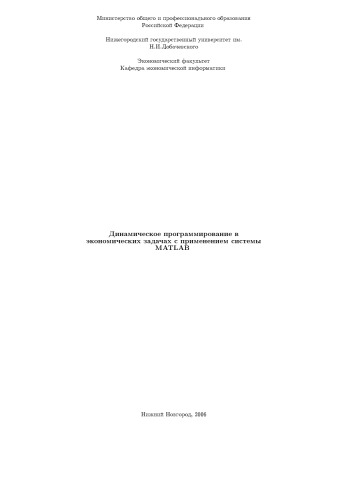 Министерство общего и профессионального образования
Российской Федерации
Нижегородский государственный университет им.
Н.И.Лобачевского
Экономический факультет
Кафедра экономической информатики
Динамическое программирование в
экономических задачах с применением системы
MATLAB
Нижний Новгород, 2006